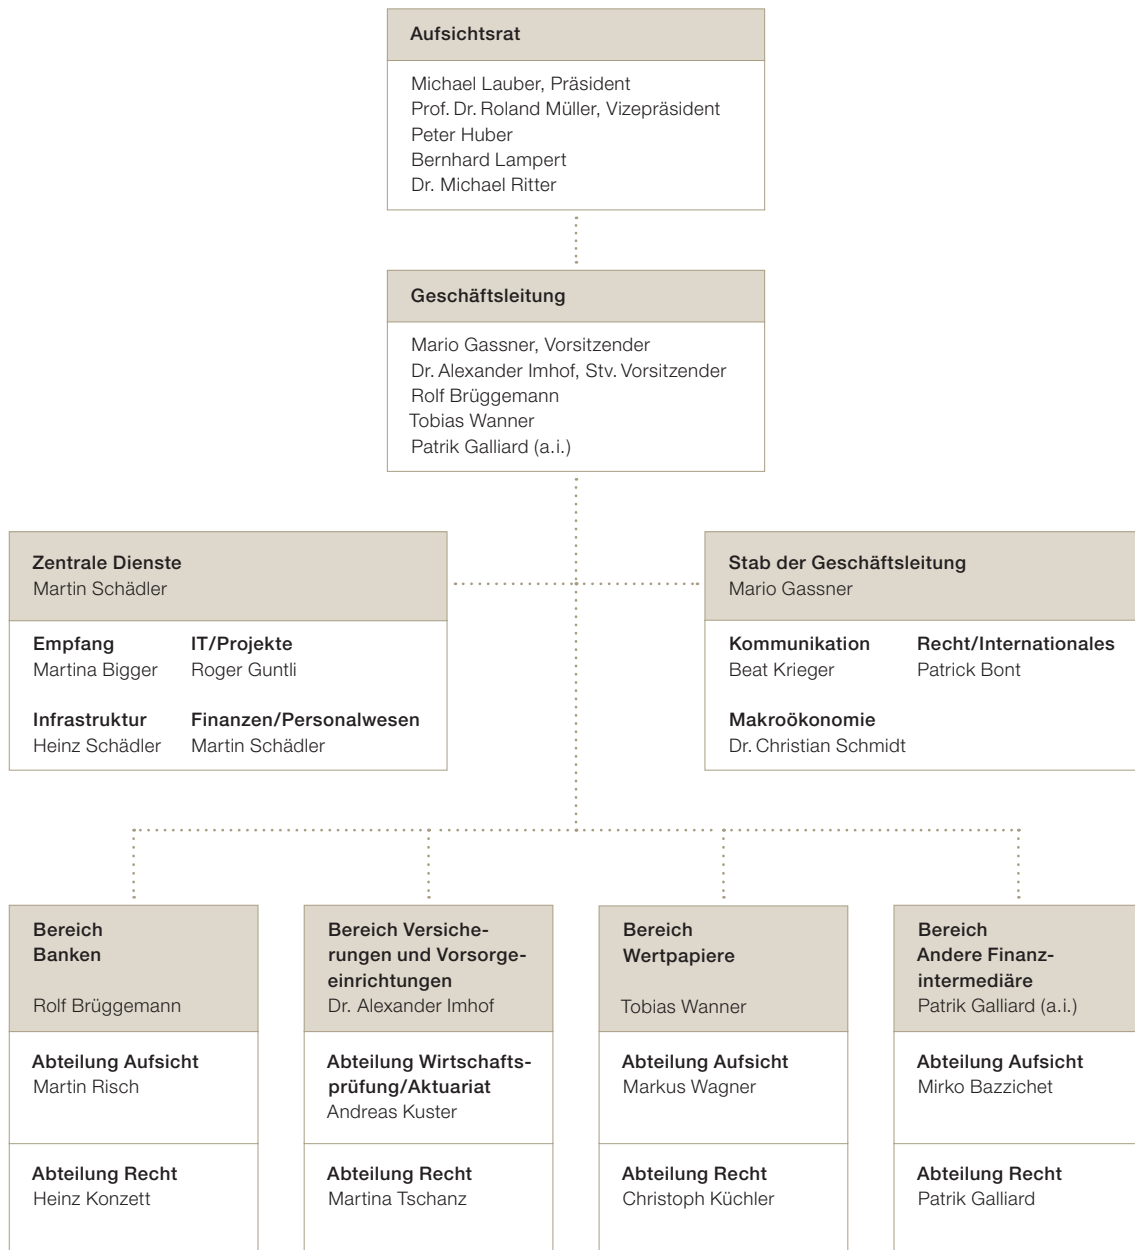 Aufsichtsrat
Michael Lauber, Präsident
Prof. Dr. Roland Müller, Vizepräsident
Peter Huber
Bernhard Lampert
Dr. Michael Ritter
Geschäftsleitung
Mario Gassner, Vorsitzender
Dr. Alexander Imhof, Stv. Vorsitzender
Rolf Brüggemann
Tobias Wanner
Patrik Galliard (a.i.)
Zentrale Dienste
Martin Schädler
Empfang
Martina Bigger
IT/Projekte
Roger Guntli
Infrastruktur
Heinz Schädler
Finanzen/Personalwesen
Martin Schädler
Stab der Geschäftsleitung
Mario Gassner
Kommunikation
Beat Krieger
Recht/Internationales
Patrick Bont
Makroökonomie
Dr. Christian Schmidt
Bereich
Banken
Rolf Brüggemann
Abteilung Aufsicht
Martin Risch
Abteilung Recht
Heinz Konzett
Bereich Versiche-
rungen und Vorsorge-
einrichtungen
Dr. Alexander Imhof
Abteilung Wirtschafts-
prüfung/Aktuariat
Andreas Kuster
Abteilung Recht
Martina Tschanz
Bereich
Wertpapiere
Tobias Wanner
Abteilung Aufsicht
Markus Wagner
Abteilung Recht
Christoph Küchler
Bereich
Andere Finanz-
intermediäre
Patrik Galliard (a.i.)
Abteilung Aufsicht
Mirko Bazzichet
Abteilung Recht
Patrik Galliard